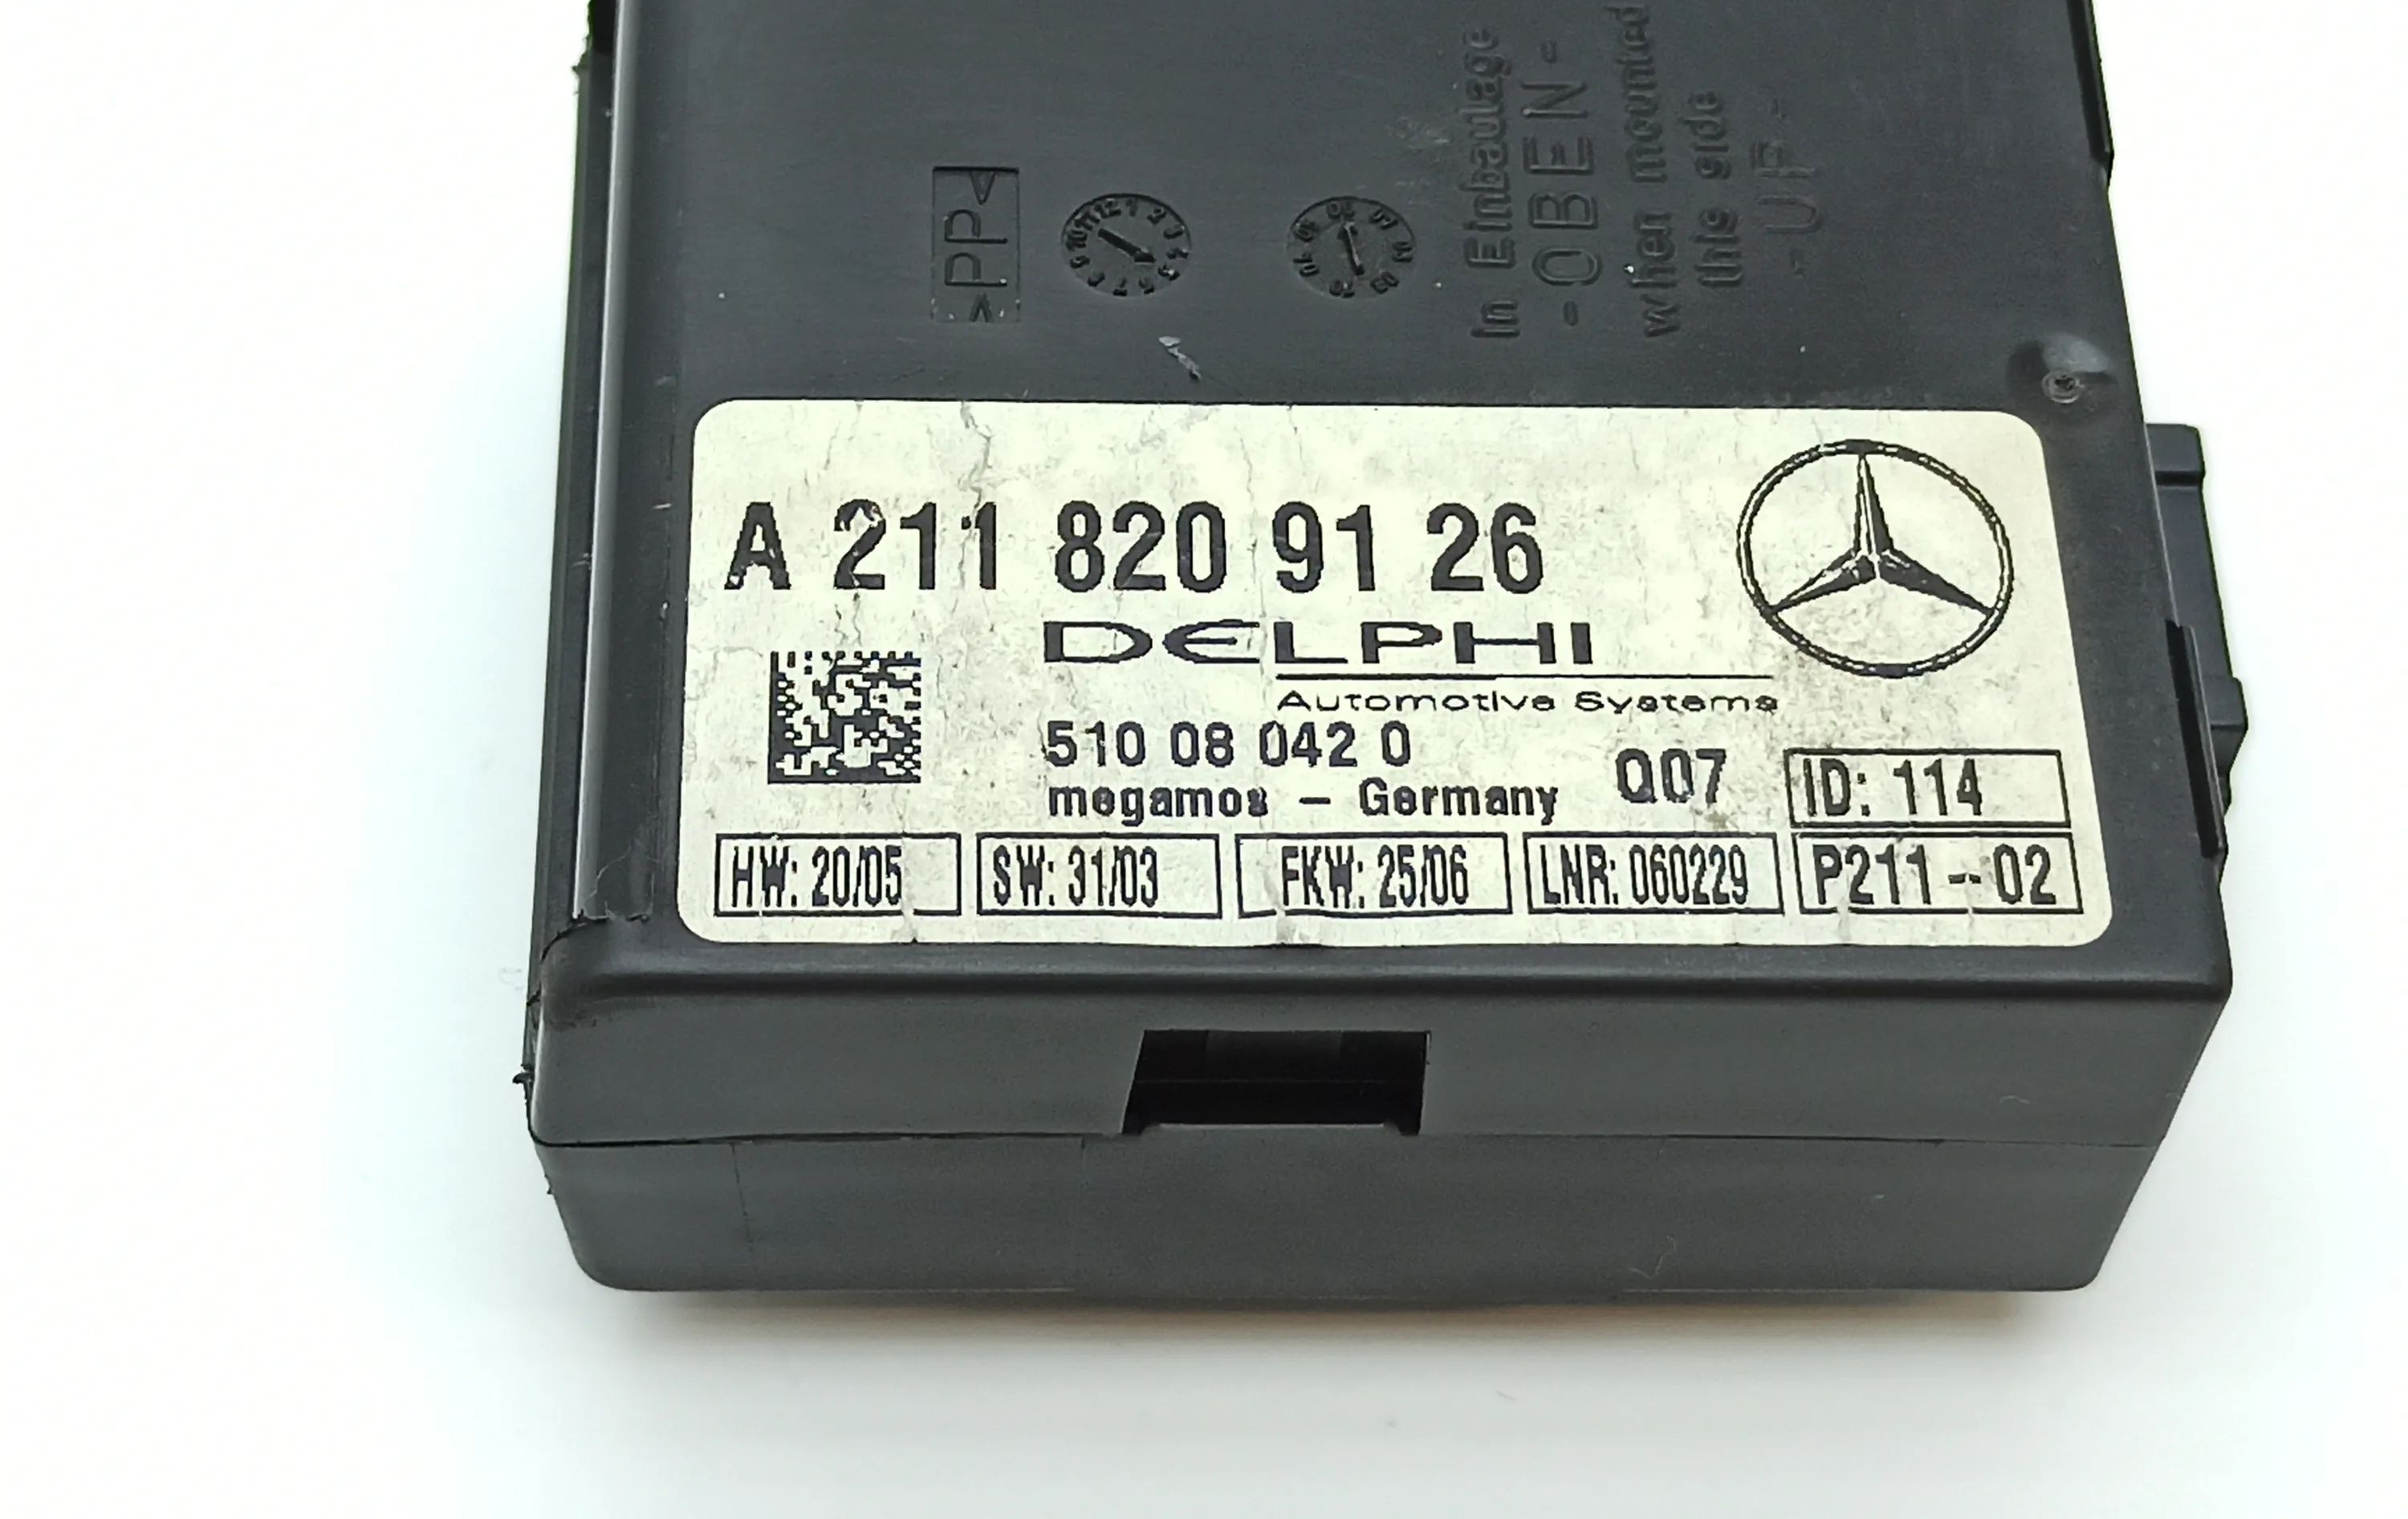 >PP<
In Einbaulage
-OBEN-
when mounted
this side
-UP-
A 211 820 91 26
DELPHI
Automotive Systems
510 08 042 0
megamos – Germany
Q07
ID: 114
HW: 20/05
SW: 31/03
FKW: 25/06
LNR: 060229
P211--02